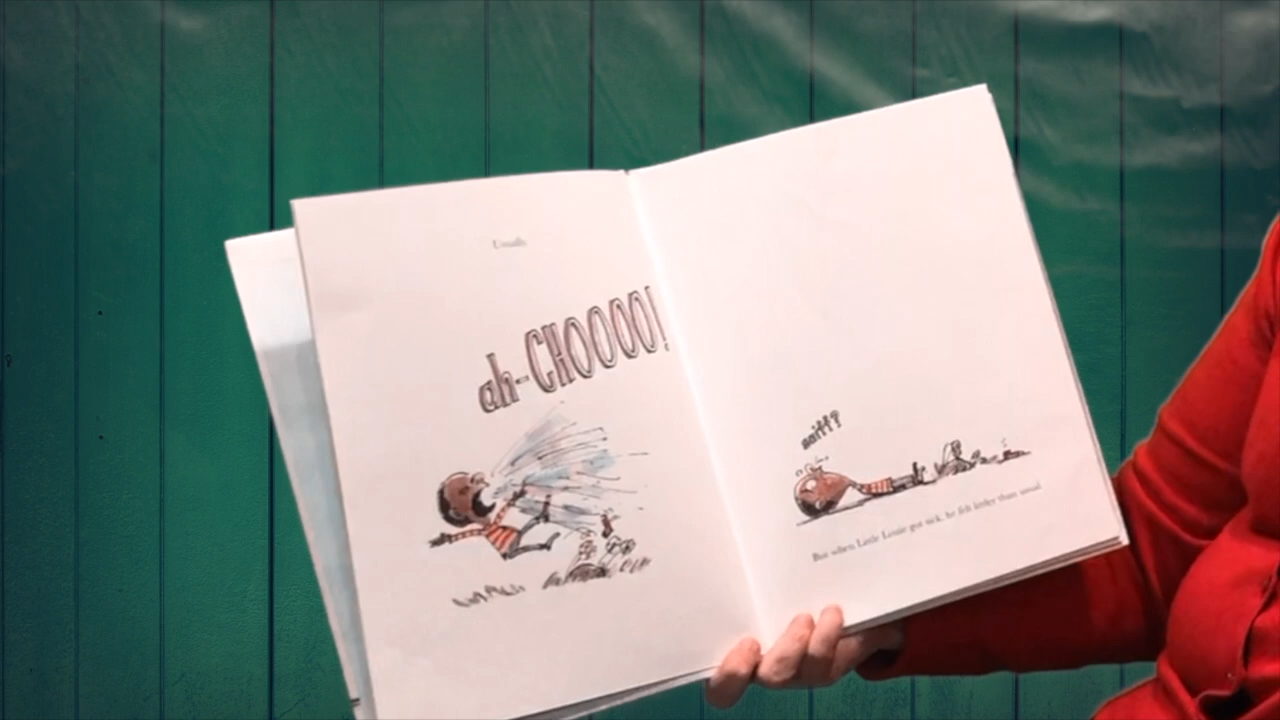 Usually
ah-CHOOOO!
sniff?
But when Little Louie got sick, he felt littler than usual.